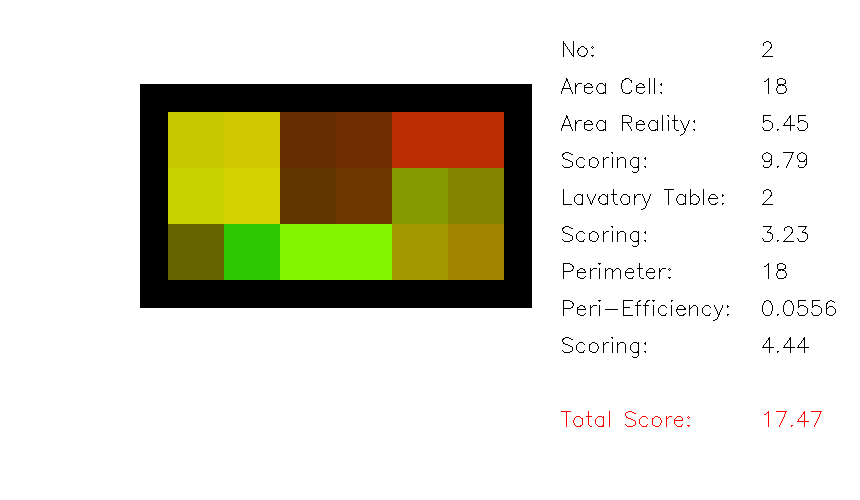 No: 2
Area Cell: 18
Area Reality: 5.45
Scoring: 9.79
Lavatory Table: 2
Scoring: 3.23
Perimeter: 18
Peri-Efficiency: 0.0556
Scoring: 4.44
Total Score: 17.47